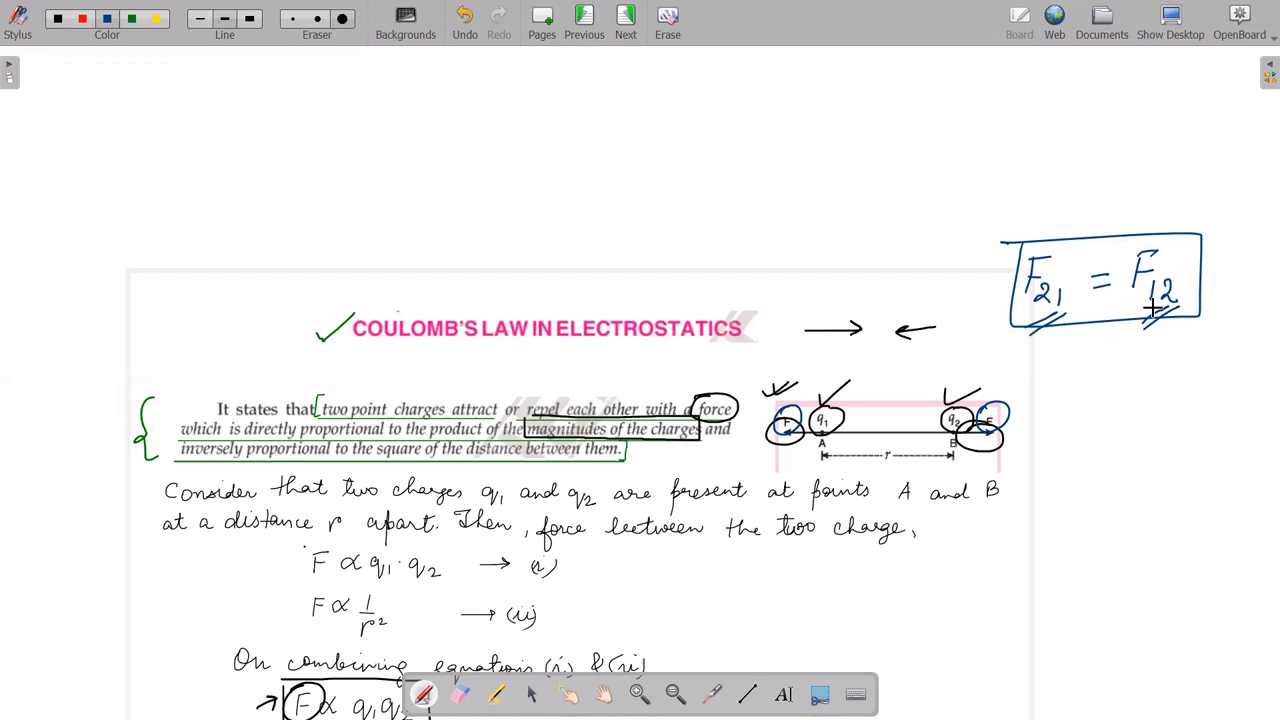 Stylus Color Line Eraser Backgrounds Undo Redo Pages Previous Next Erase Board Web Documents Show Desktop OpenBoard
F21 = F12
COULOMB'S LAW IN ELECTROSTATICS
It states that two point charges attract or repel each other with a force
which is directly proportional to the product of the magnitudes of the charges and
inversely proportional to the square of the distance between them.
F q1 q2 F
A B
r
Consider that two charges q1 and q2 are present at points A and B
at a distance r apart. Then, force between the two charge,
F ∝ q1 · q2 → (i)
F ∝ 1/r² → (ii)
On combining equation (i) & (ii)
→ F ∝ q1q2
AI